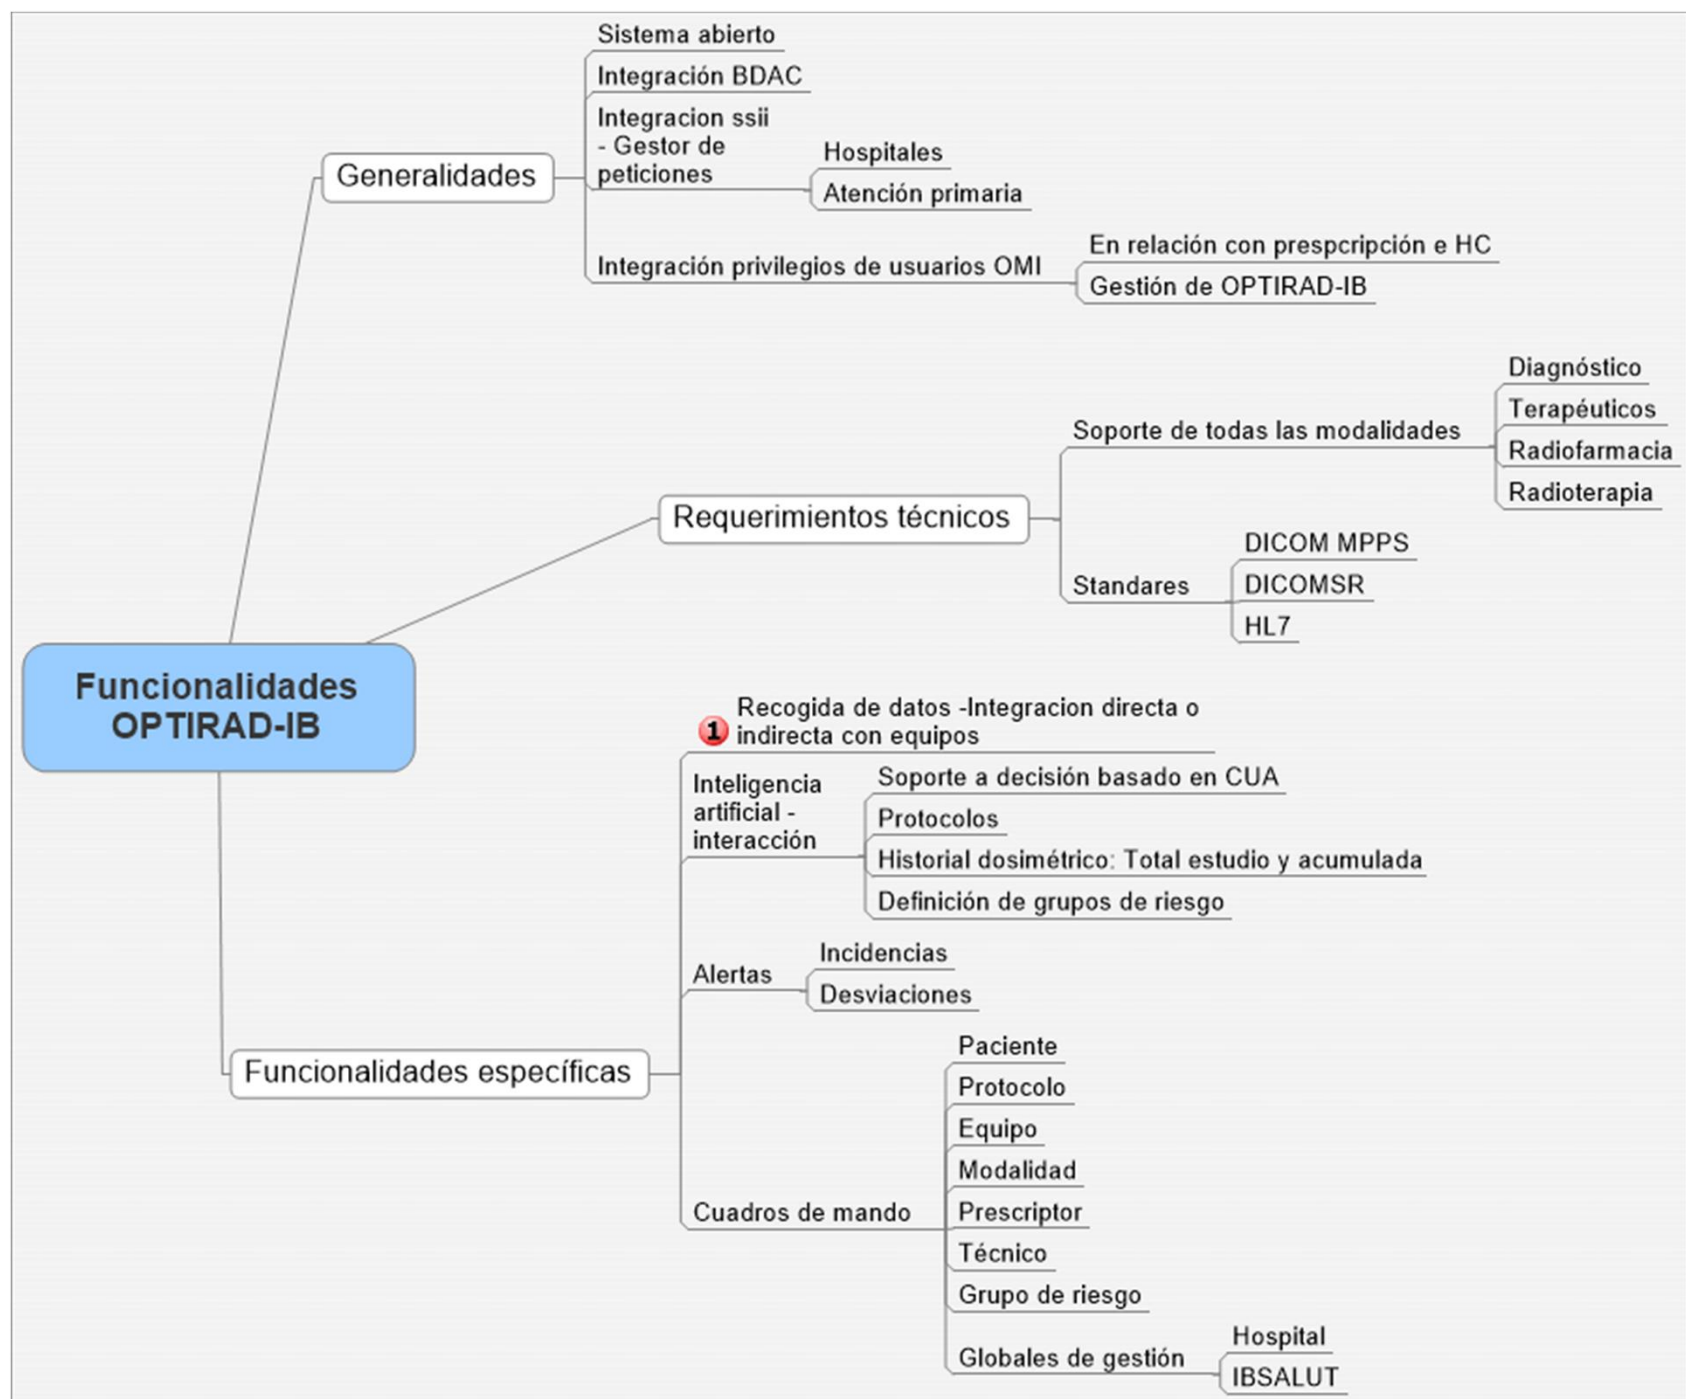 Sistema abierto
Integración BDAC
Integracion ssii
- Gestor de
peticiones
Hospitales
Atención primaria
Generalidades
Integración privilegios de usuarios OMI
En relación con prespcripción e HC
Gestión de OPTIRAD-IB
Requerimientos técnicos
Soporte de todas las modalidades
Diagnóstico
Terapéuticos
Radiofarmacia
Radioterapia
Standares
DICOM MPPS
DICOMSR
HL7
Funcionalidades
OPTIRAD-IB
1
Recogida de datos -Integracion directa o
indirecta con equipos
Inteligencia
artificial -
interacción
Soporte a decisión basado en CUA
Protocolos
Historial dosimétrico: Total estudio y acumulada
Definición de grupos de riesgo
Alertas
Incidencias
Desviaciones
Funcionalidades específicas
Cuadros de mando
Paciente
Protocolo
Equipo
Modalidad
Prescriptor
Técnico
Grupo de riesgo
Globales de gestión
Hospital
IBSALUT